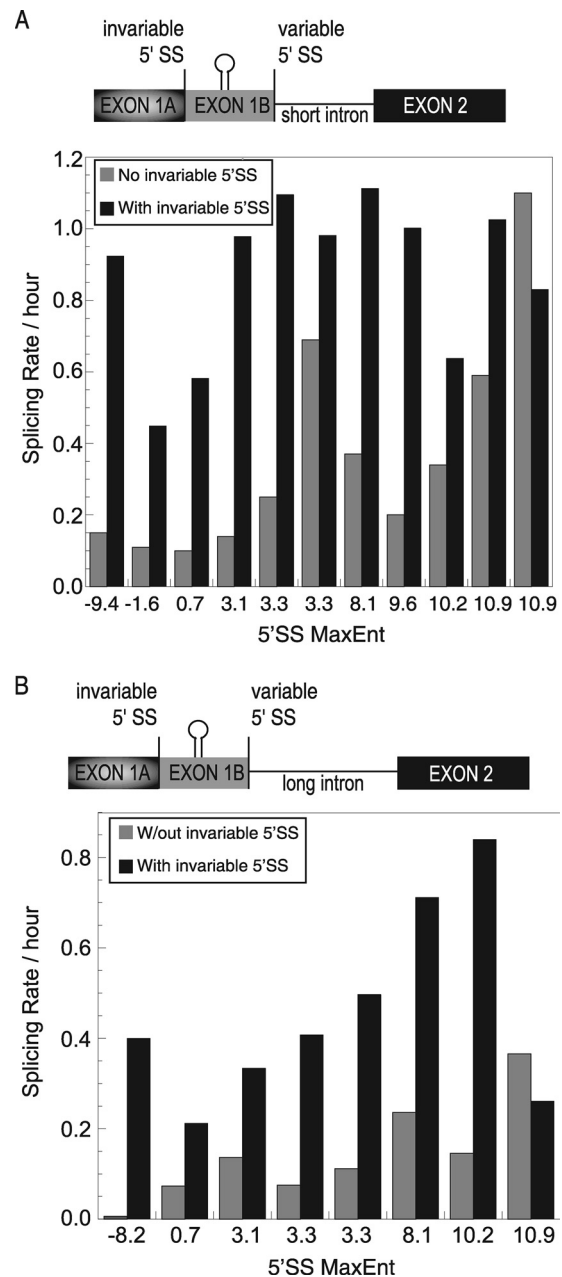 A
invariable variable
5' SS 5' SS
EXON 1A EXON 1B EXON 2
short intron
1.2
No invariable 5'SS
With invariable 5'SS
1.0
0.8
0.6
0.4
0.2
0.0
Splicing Rate / hour
-9.4 -1.6 0.7 3.1 3.3 3.3 8.1 9.6 10.2 10.9 10.9
5'SS MaxEnt
B
invariable variable
5' SS 5' SS
EXON 1A EXON 1B EXON 2
long intron
W/out invariable 5'SS
With invariable 5'SS
0.8
0.6
0.4
0.2
0.0
Splicing Rate / hour
-8.2 0.7 3.1 3.3 3.3 8.1 10.2 10.9
5'SS MaxEnt